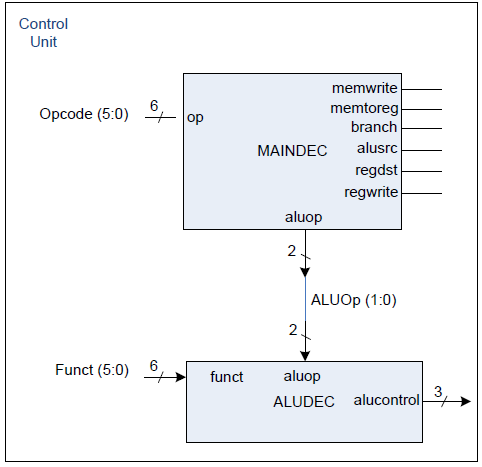 Control
Unit
Opcode (5:0)
6
op
memwrite
memtoreg
branch
MAINDEC
alusrc
regdst
regwrite
aluop
2
ALUOp (1:0)
2
Funct (5:0)
6
funct
aluop
ALUDEC
alucontrol
3